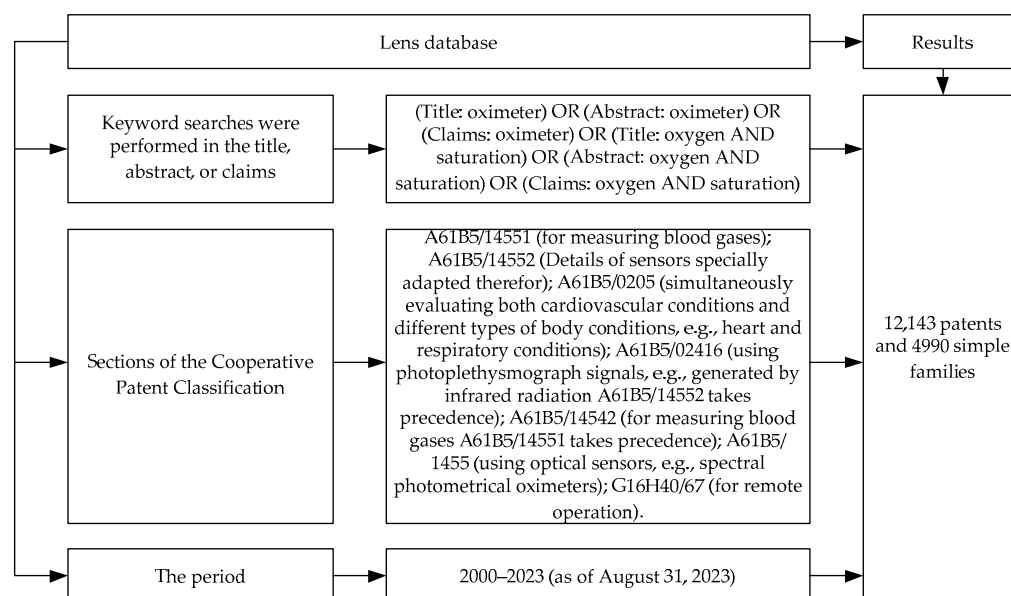 Lens database
Results
Keyword searches were
performed in the title,
abstract, or claims
(Title: oximeter) OR (Abstract: oximeter) OR
(Claims: oximeter) OR (Title: oxygen AND
saturation) OR (Abstract: oxygen AND
saturation) OR (Claims: oxygen AND saturation)
Sections of the Cooperative
Patent Classification
A61B5/14551 (for measuring blood gases);
A61B5/14552 (Details of sensors specially
adapted therefor); A61B5/0205 (simultaneously
evaluating both cardiovascular conditions and
different types of body conditions, e.g., heart and
respiratory conditions); A61B5/02416 (using
photoplethysmograph signals, e.g., generated by
infrared radiation A61B5/14552 takes
precedence); A61B5/14542 (for measuring blood
gases A61B5/14551 takes precedence); A61B5/
1455 (using optical sensors, e.g., spectral
photometrical oximeters); G16H40/67 (for remote
operation).
12,143 patents
and 4990 simple
families
The period
2000–2023 (as of August 31, 2023)